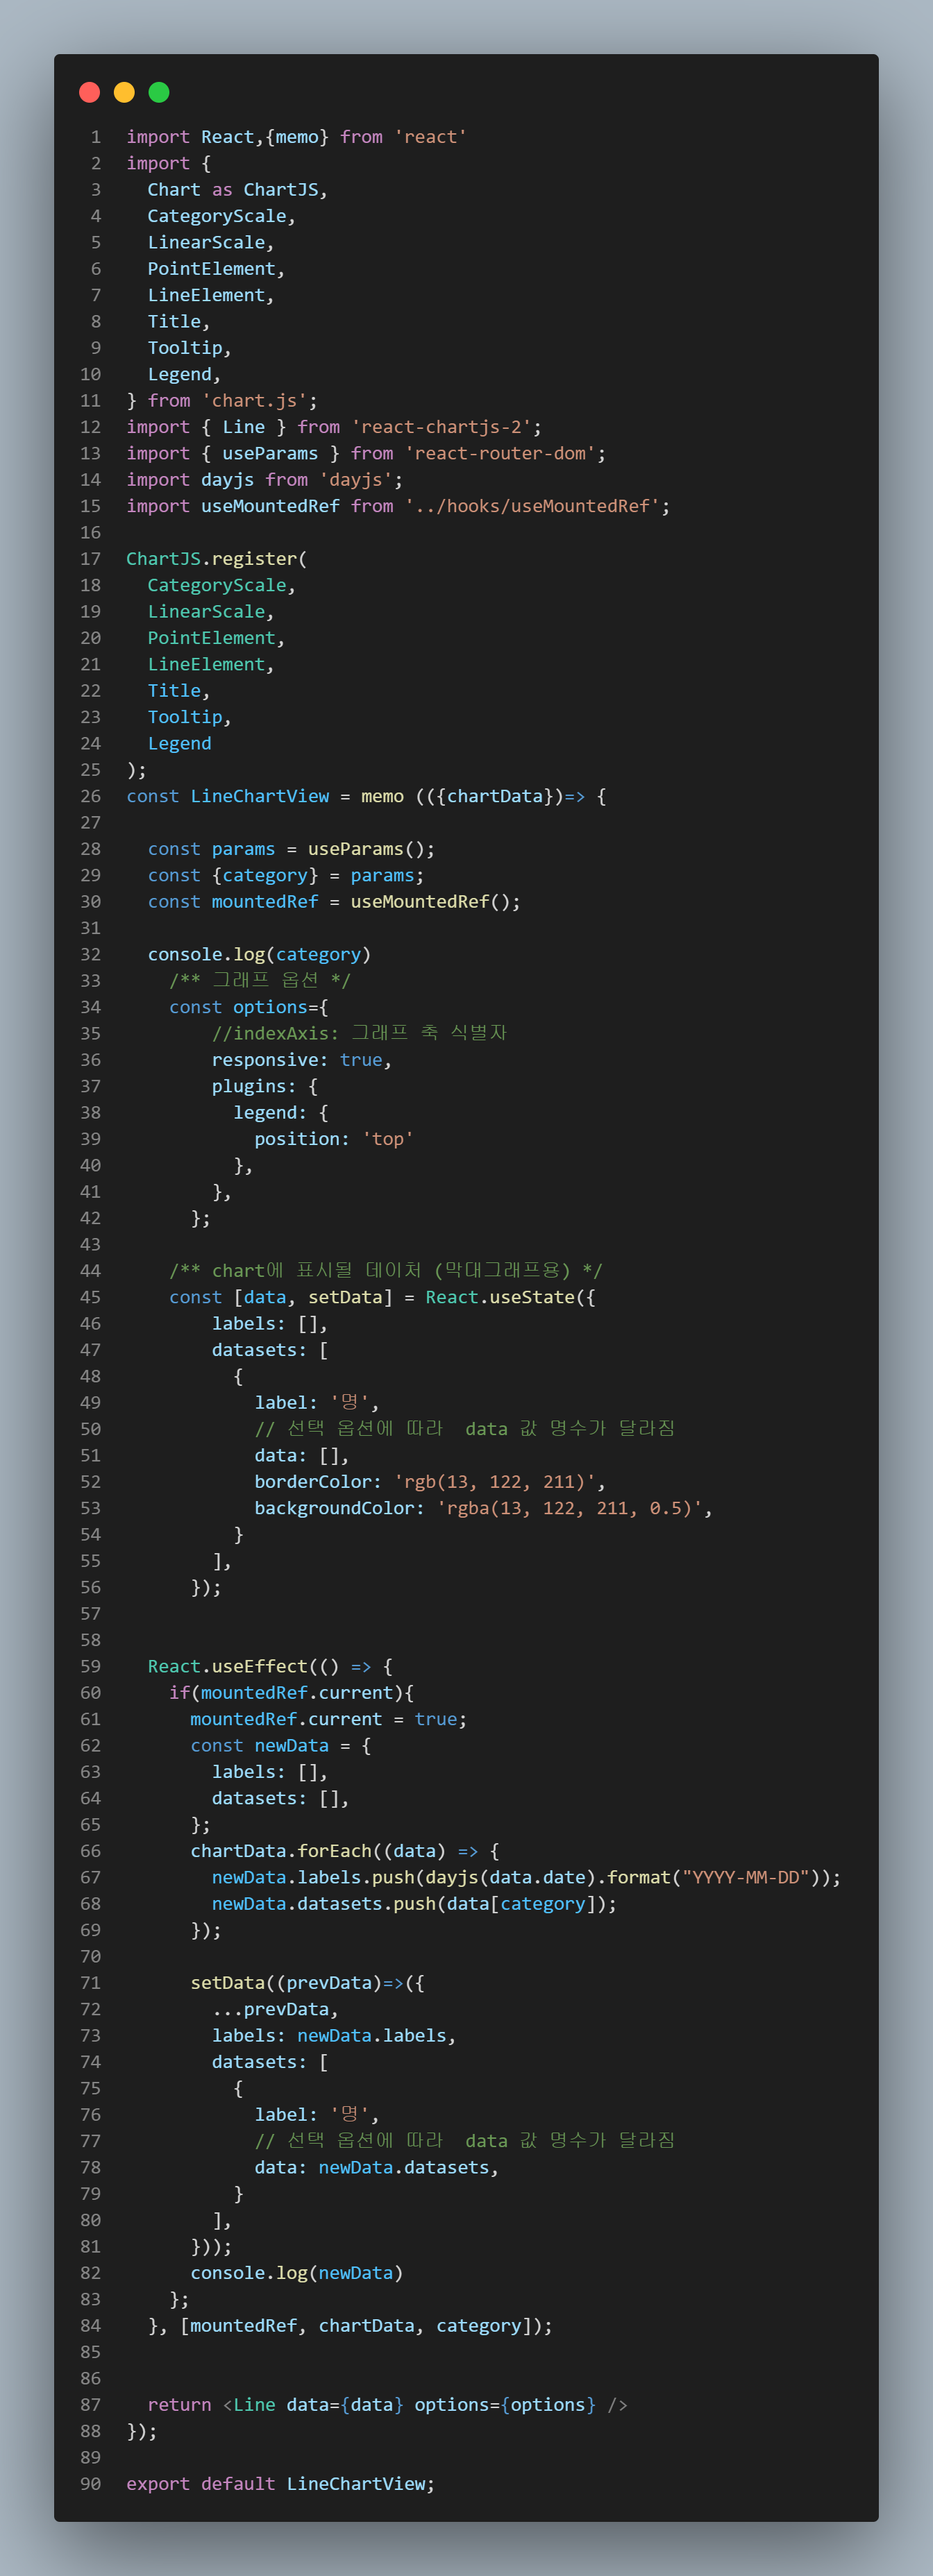 1 import React,{memo} from 'react'
2 import {
3 Chart as ChartJS,
4 CategoryScale,
5 LinearScale,
6 PointElement,
7 LineElement,
8 Title,
9 Tooltip,
10 Legend,
11 } from 'chart.js';
12 import { Line } from 'react-chartjs-2';
13 import { useParams } from 'react-router-dom';
14 import dayjs from 'dayjs';
15 import useMountedRef from '../hooks/useMountedRef';
16
17 ChartJS.register(
18 CategoryScale,
19 LinearScale,
20 PointElement,
21 LineElement,
22 Title,
23 Tooltip,
24 Legend
25 );
26 const LineChartView = memo (({chartData})=> {
27
28 const params = useParams();
29 const {category} = params;
30 const mountedRef = useMountedRef();
31
32 console.log(category)
33 /** 그래프 옵션 */
34 const options={
35 //indexAxis: 그래프 축 식별자
36 responsive: true,
37 plugins: {
38 legend: {
39 position: 'top'
40 },
41 },
42 };
43
44 /** chart에 표시될 데이처 (막대그래프용) */
45 const [data, setData] = React.useState({
46 labels: [],
47 datasets: [
48 {
49 label: '명',
50 // 선택 옵션에 따라  data 값 명수가 달라짐
51 data: [],
52 borderColor: 'rgb(13, 122, 211)',
53 backgroundColor: 'rgba(13, 122, 211, 0.5)',
54 }
55 ],
56 });
57
58
59 React.useEffect(() => {
60 if(mountedRef.current){
61 mountedRef.current = true;
62 const newData = {
63 labels: [],
64 datasets: [],
65 };
66 chartData.forEach((data) => {
67 newData.labels.push(dayjs(data.date).format("YYYY-MM-DD"));
68 newData.datasets.push(data[category]);
69 });
70
71 setData((prevData)=>({
72 ...prevData,
73 labels: newData.labels,
74 datasets: [
75 {
76 label: '명',
77 // 선택 옵션에 따라  data 값 명수가 달라짐
78 data: newData.datasets,
79 }
80 ],
81 }));
82 console.log(newData)
83 };
84 }, [mountedRef, chartData, category]);
85
86
87 return <Line data={data} options={options} />
88 });
89
90 export default LineChartView;